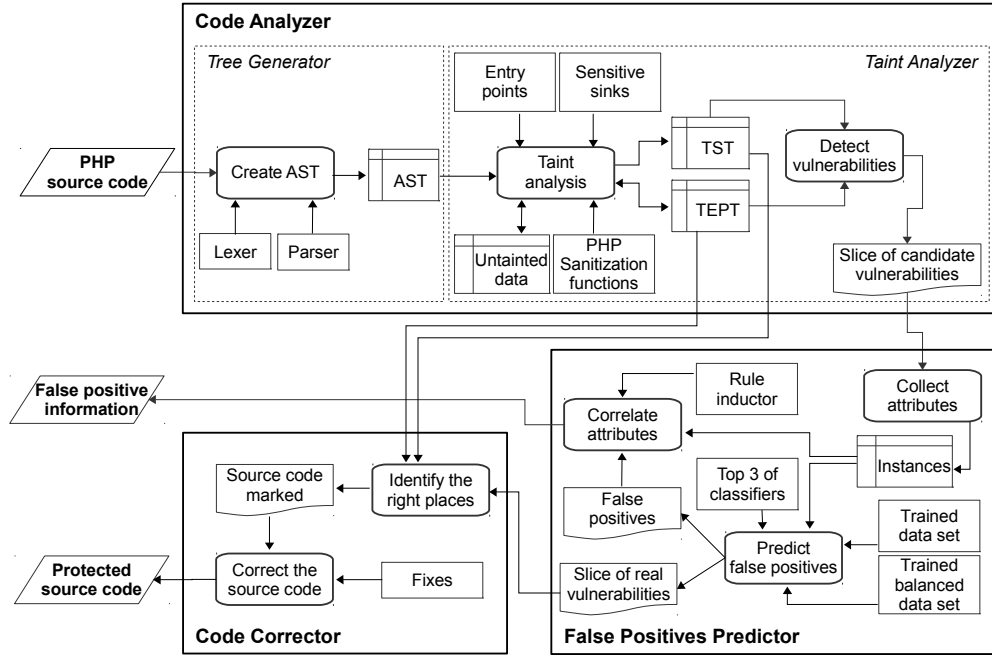 Code Analyzer
Tree Generator
Taint Analyzer
Entry
points
Sensitive
sinks
PHP
source code
Create AST
AST
Taint
analysis
TST
TEPT
Detect
vulnerabilities
Lexer
Parser
Untainted
data
PHP
Sanitization
functions
Slice of candidate
vulnerabilities
False positive
information
Correlate
attributes
Rule
inductor
Collect
attributes
Instances
Source code
marked
Identify the
right places
False
positives
Top 3 of
classifiers
Predict
false positives
Trained
data set
Trained
balanced
data set
Protected
source code
Correct the
source code
Fixes
Slice of real
vulnerabilities
Code Corrector
False Positives Predictor